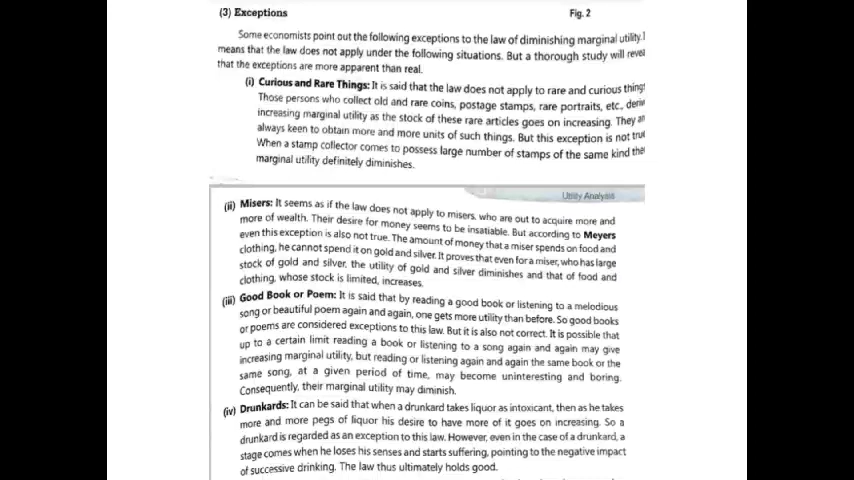 (3) Exceptions
Fig. 2
Some economists point out the following exceptions to the law of diminishing marginal utility.
means that the law does not apply under the following situations. But a thorough study will reve
that the exceptions are more apparent than real.
(i) Curious and Rare Things: It is said that the law does not apply to rare and curious thing
Those persons who collect old and rare coins, postage stamps, rare portraits, etc., deriv
increasing marginal utility as the stock of these rare articles goes on increasing. They a
always keen to obtain more and more units of such things. But this exception is not tru
When a stamp collector comes to possess large number of stamps of the same kind the
marginal utility definitely diminishes.
Utility Analysis
(ii) Misers: It seems as if the law does not apply to misers, who are out to acquire more and
more of wealth. Their desire for money seems to be insatiable. But according to Meyers
even this exception is also not true. The amount of money that a miser spends on food and
clothing, he cannot spend it on gold and silver. It proves that even for a miser, who has large
stock of gold and silver, the utility of gold and silver diminishes and that of food and
clothing, whose stock is limited, increases.
(iii) Good Book or Poem: It is said that by reading a good book or listening to a melodious
song or beautiful poem again and again, one gets more utility than before. So good books
or poems are considered exceptions to this law. But it is also not correct. It is possible that
up to a certain limit reading a book or listening to a song again and again may give
increasing marginal utility, but reading or listening again and again the same book or the
same song, at a given period of time, may become uninteresting and boring.
Consequently, their marginal utility may diminish.
(iv) Drunkards: It can be said that when a drunkard takes liquor as intoxicant, then as he takes
more and more pegs of liquor his desire to have more of it goes on increasing. So a
drunkard is regarded as an exception to this law. However, even in the case of a drunkard, a
stage comes when he loses his senses and starts suffering, pointing to the negative impact
of successive drinking. The law thus ultimately holds good.